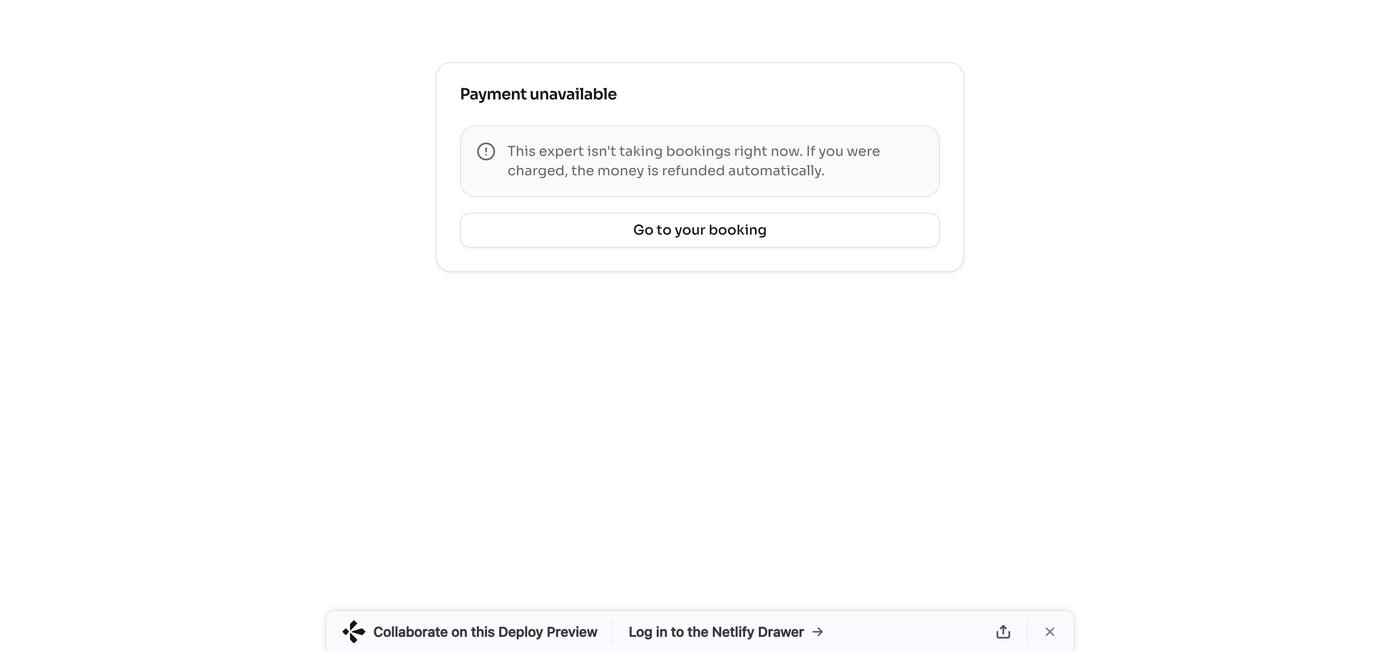 Payment unavailable
This expert isn't taking bookings right now. If you were
charged, the money is refunded automatically.
Go to your booking
Collaborate on this Deploy Preview
Log in to the Netlify Drawer →